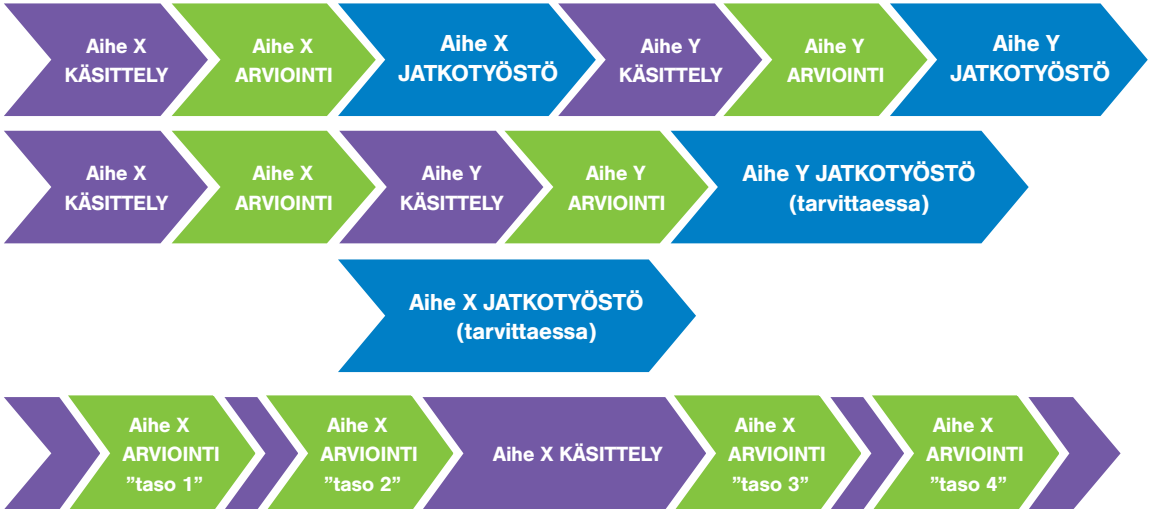 Aihe X
KÄSITTELY
Aihe X
ARVIOINTI
Aihe X
JATKOTYÖSTÖ
Aihe Y
KÄSITTELY
Aihe Y
ARVIOINTI
Aihe Y
JATKOTYÖSTÖ
Aihe X
KÄSITTELY
Aihe X
ARVIOINTI
Aihe Y
KÄSITTELY
Aihe Y
ARVIOINTI
Aihe Y JATKOTYÖSTÖ
(tarvittaessa)
Aihe X JATKOTYÖSTÖ
(tarvittaessa)
Aihe X
ARVIOINTI
”taso 1”
Aihe X
ARVIOINTI
”taso 2”
Aihe X KÄSITTELY
Aihe X
ARVIOINTI
”taso 3”
Aihe X
ARVIOINTI
”taso 4”